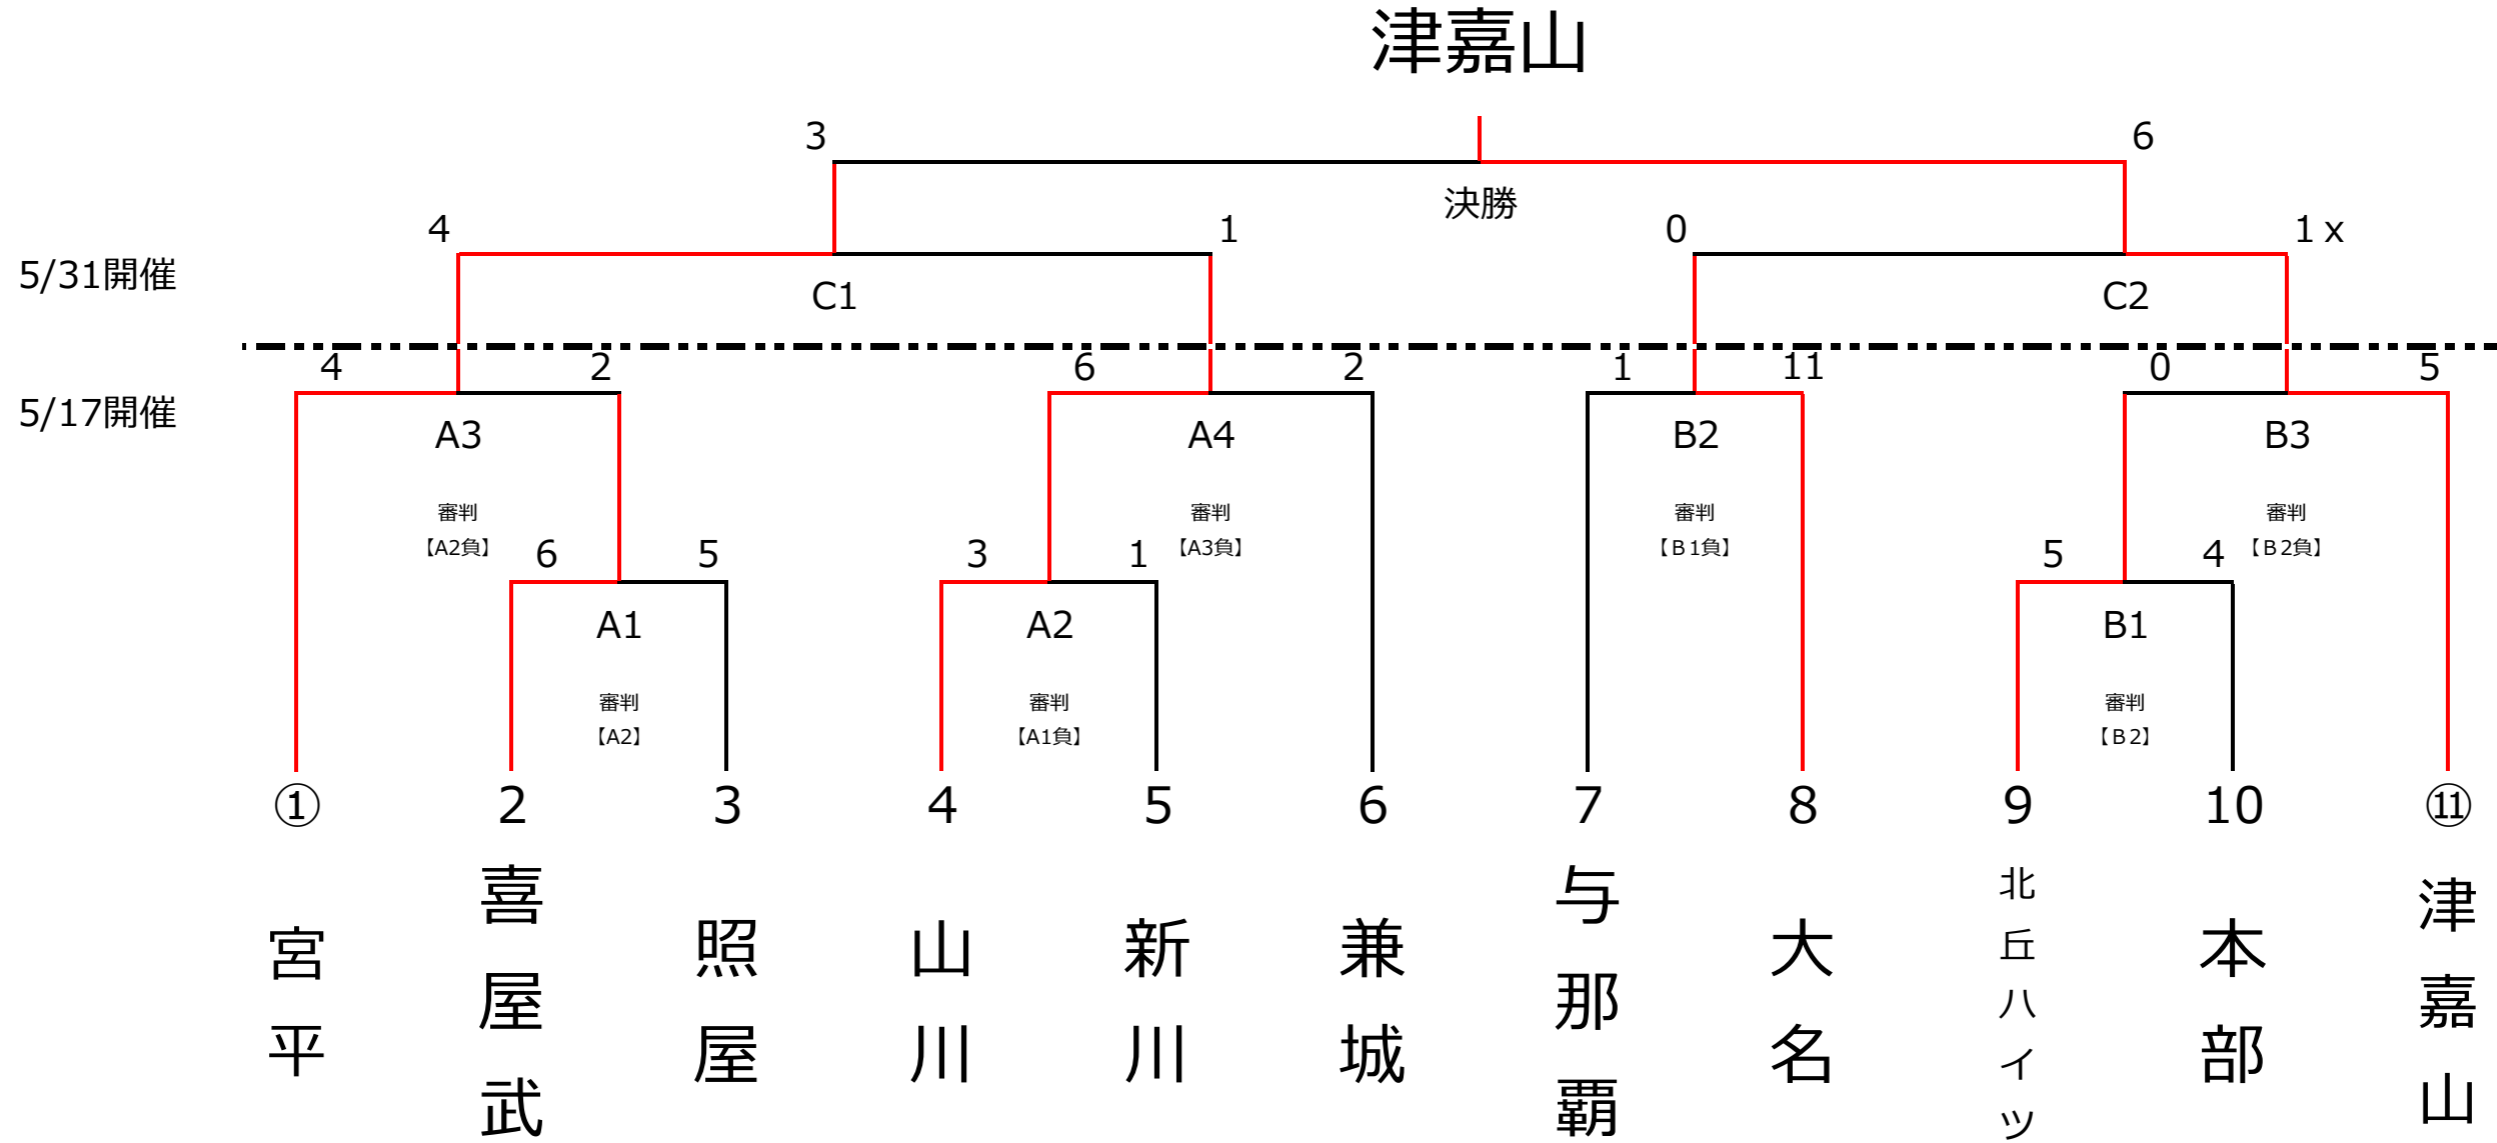 津嘉山
3
6
決勝
4
1
0
1x
5/31開催
C1
C2
4
2
6
2
1
11
0
5
5/17開催
A3
A4
B2
B3
審判
【A2負】
審判
【A3負】
審判
【B1負】
審判
【B2負】
6
5
3
1
5
4
A1
A2
B1
審判
【A2】
審判
【A1負】
審判
【B2】
①
2
3
4
5
6
7
8
9
10
⑪
宮平
喜屋武
照屋
山川
新川
兼城
与那覇
大名
北丘ハイツ
本部
津嘉山